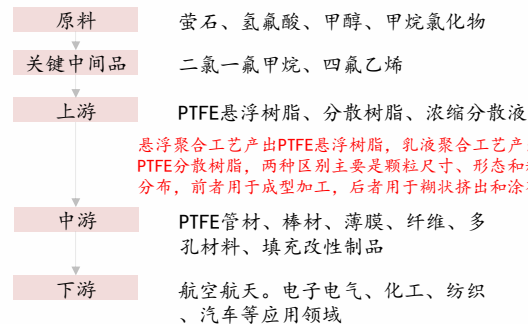 原料
萤石、氢氟酸、甲醇、甲烷氯化物
关键中间品
二氯一氟甲烷、四氟乙烯
上游
PTFE悬浮树脂、分散树脂、浓缩分散液
悬浮聚合工艺产出PTFE悬浮树脂，乳液聚合工艺产
PTFE分散树脂，两种区别主要是颗粒尺寸、形态和
分布，前者用于成型加工，后者用于糊状挤出和涂
中游
PTFE管材、棒材、薄膜、纤维、多
孔材料、填充改性制品
下游
航空航天。电子电气、化工、纺织
、汽车等应用领域